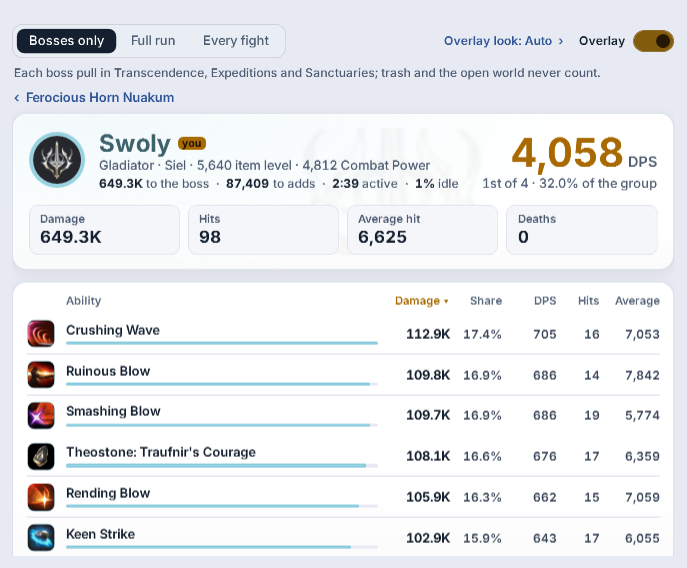 Bosses only Full run Every fight Overlay look: Auto › Overlay
Each boss pull in Transcendence, Expeditions and Sanctuaries; trash and the open world never count.
‹ Ferocious Horn Nuakum
Swoly you
Gladiator · Siel · 5,640 item level · 4,812 Combat Power
649.3K to the boss · 87,409 to adds · 2:39 active · 1% idle
4,058 DPS
1st of 4 · 32.0% of the group
Damage Hits Average hit Deaths
649.3K 98 6,625 0
Ability Damage ▾ Share DPS Hits Average
Crushing Wave 112.9K 17.4% 705 16 7,053
Ruinous Blow 109.8K 16.9% 686 14 7,842
Smashing Blow 109.7K 16.9% 686 19 5,774
Theostone: Traufnir's Courage 108.1K 16.6% 676 17 6,359
Rending Blow 105.9K 16.3% 662 15 7,059
Keen Strike 102.9K 15.9% 643 17 6,055